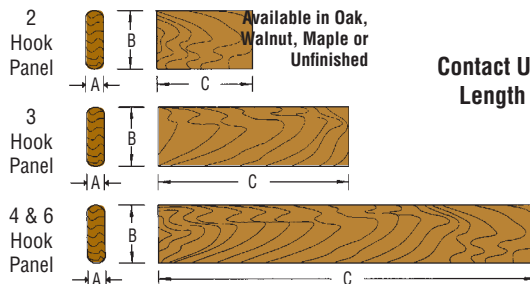 2
Hook
Panel
A
B
C
Available in Oak,
Walnut, Maple or
Unfinished
Contact U
Length
3
Hook
Panel
A
B
C
4 & 6
Hook
Panel
A
B
C